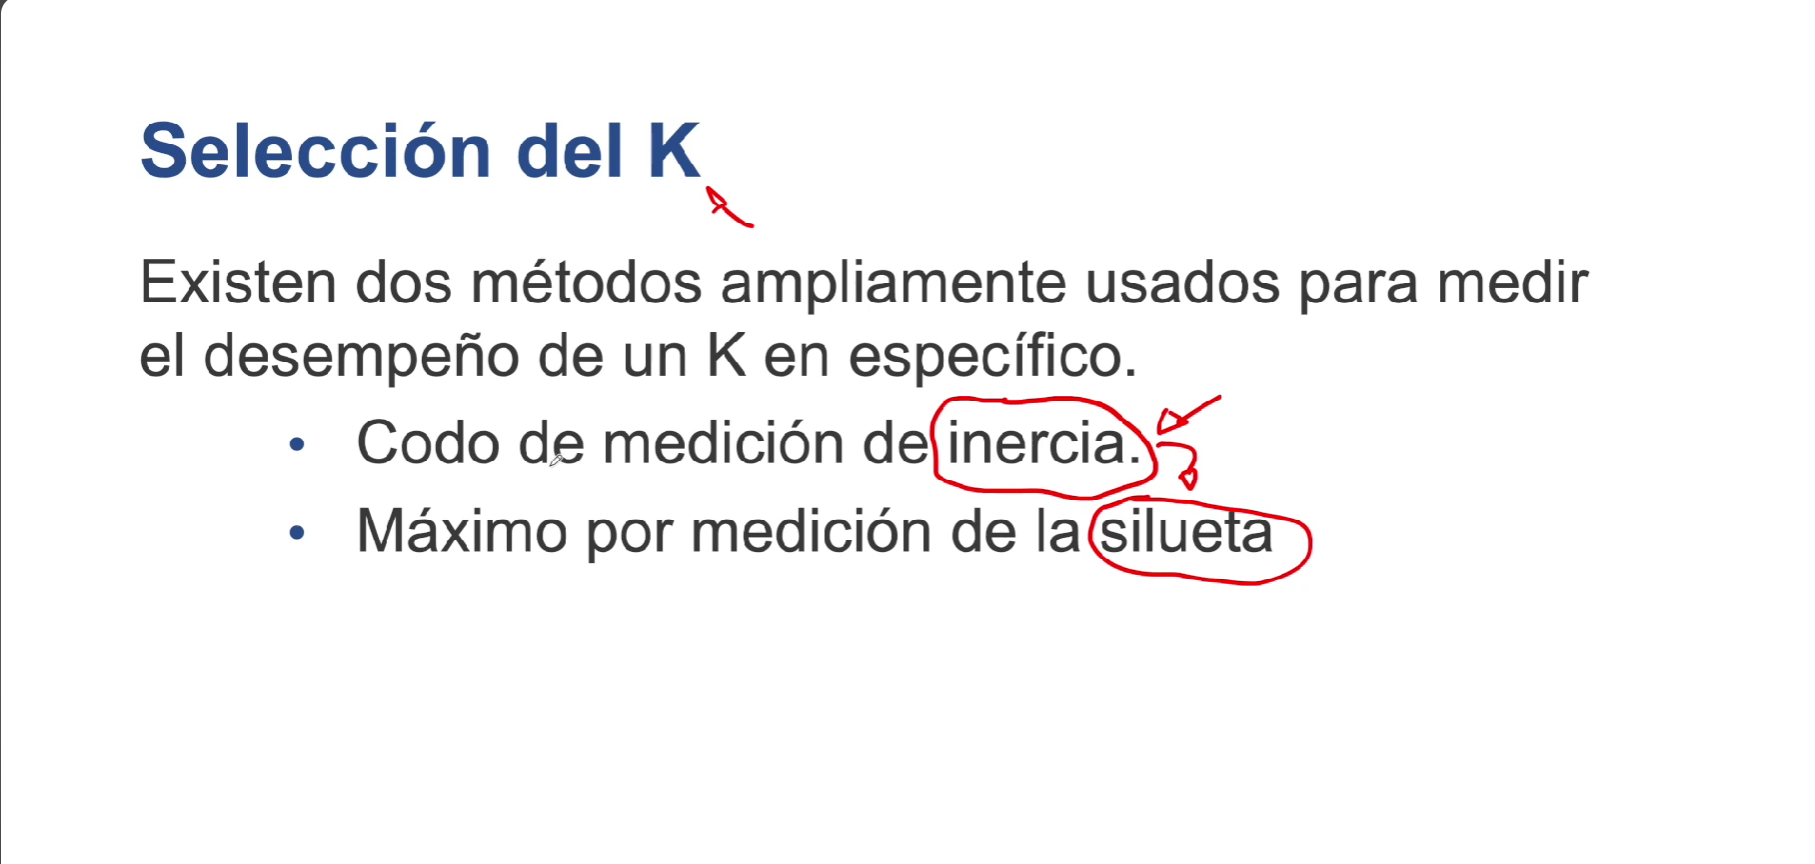 Selección del K
Existen dos métodos ampliamente usados para medir
el desempeño de un K en específico.
• Codo de medición de inercia.
• Máximo por medición de la silueta